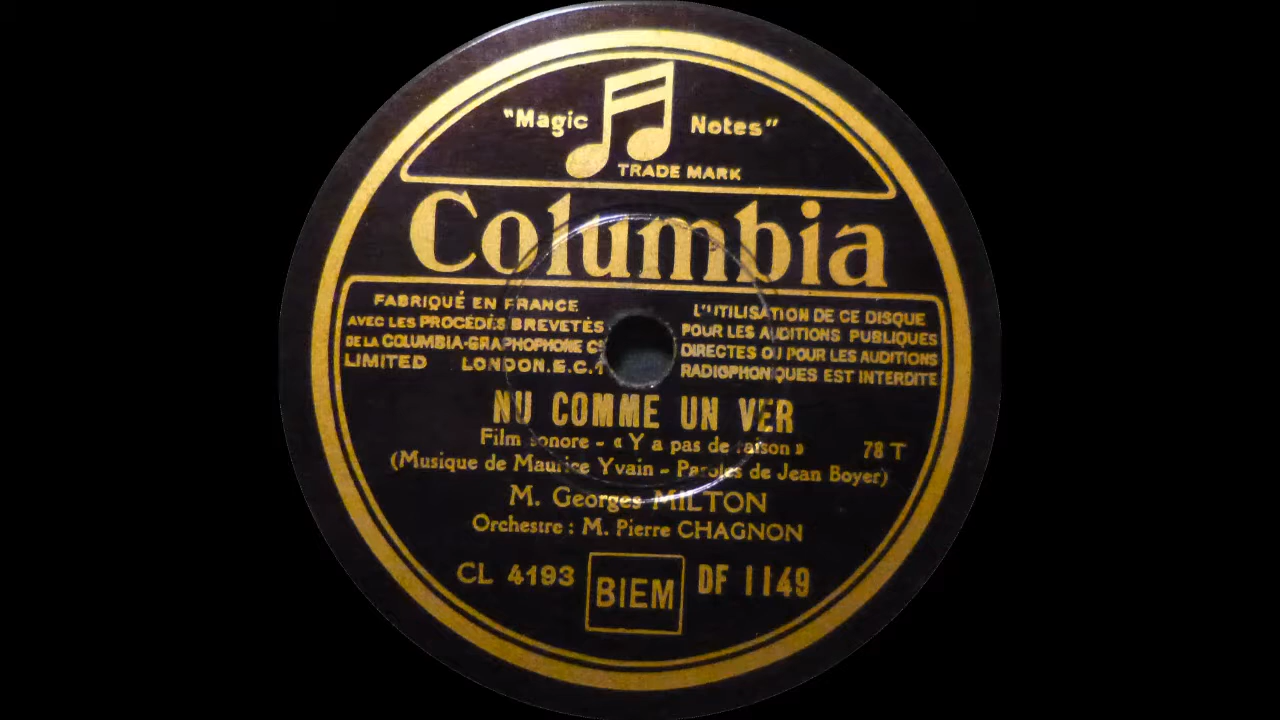 "Magic Notes"
TRADE MARK
Columbia
FABRIQUÉ EN FRANCE
AVEC LES PROCÉDÉS BREVETÉS
DE LA COLUMBIA-GRAPHOPHONE Cº
LIMITED LONDON.E.C.1
L'UTILISATION DE CE DISQUE
POUR LES AUDITIONS PUBLIQUES
DIRECTES OU POUR LES AUDITIONS
RADIOPHONIQUES EST INTERDITE
NU COMME UN VER
Film sonore - « Y a pas de raison » 78 T
(Musique de Maurice Yvain - Paroles de Jean Boyer)
M. Georges MILTON
Orchestre : M. Pierre CHAGNON
CL 4193 BIEM DF 1149